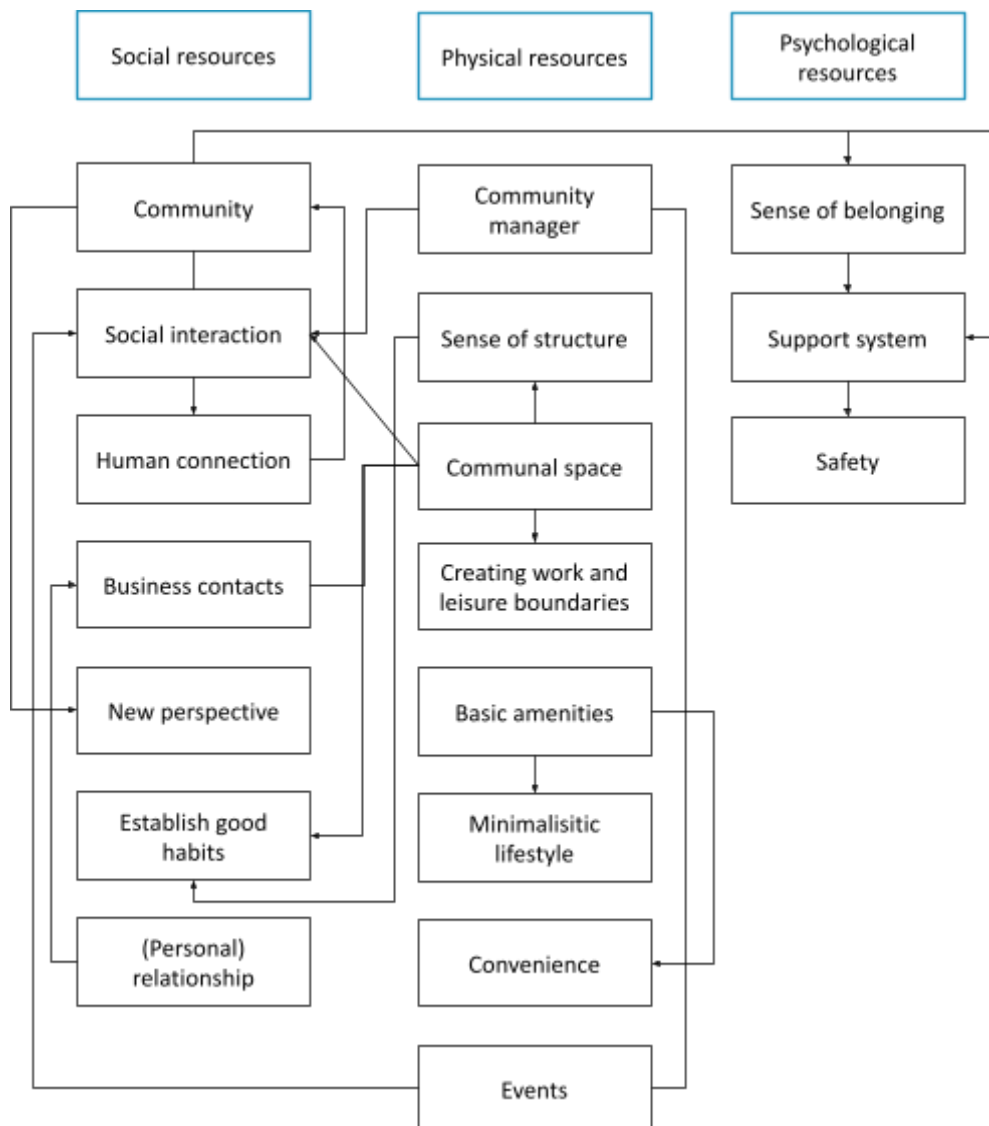 Social resources
Physical resources
Psychological
resources
Community
Community
manager
Sense of belonging
Social interaction
Sense of structure
Support system
Human connection
Communal space
Safety
Business contacts
Creating work and
leisure boundaries
New perspective
Basic amenities
Establish good
habits
Minimalisitic
lifestyle
(Personal)
relationship
Convenience
Events